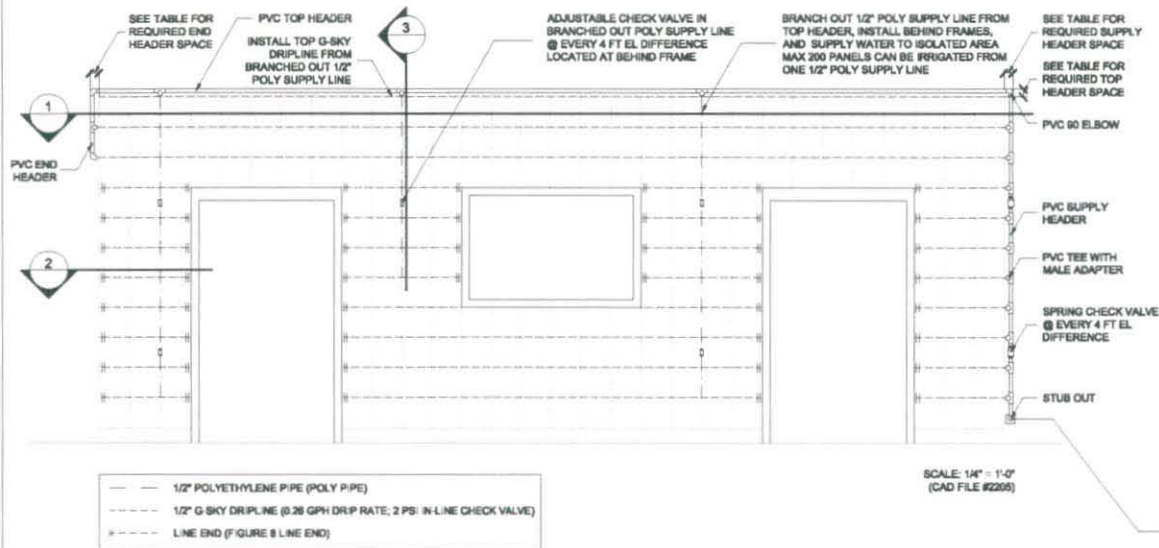 SEE TABLE FOR
REQUIRED END
HEADER SPACE
PVC TOP HEADER
INSTALL TOP G-SKY
DRIPLINE FROM
BRANCHED OUT 1/2"
POLY SUPPLY LINE
3
ADJUSTABLE CHECK VALVE IN
BRANCHED OUT POLY SUPPLY LINE
@ EVERY 4 FT EL DIFFERENCE
LOCATED AT BEHIND FRAME
BRANCH OUT 1/2" POLY SUPPLY LINE FROM
TOP HEADER, INSTALL BEHIND FRAMES,
AND SUPPLY WATER TO ISOLATED AREA
MAX 200 PANELS CAN BE IRRIGATED FROM
ONE 1/2" POLY SUPPLY LINE
SEE TABLE FOR
REQUIRED SUPPLY
HEADER SPACE
SEE TABLE FOR
REQUIRED TOP
HEADER SPACE
1
PVC 90 ELBOW
PVC END
HEADER
PVC SUPPLY
HEADER
2
PVC TEE WITH
MALE ADAPTER
SPRING CHECK VALVE
@ EVERY 4 FT EL
DIFFERENCE
STUB OUT
SCALE: 1/4" = 1'-0"
(CAD FILE #2205)
1/2" POLYETHYLENE PIPE (POLY PIPE)
1/2" G-SKY DRIPLINE (0.26 GPH DRIP RATE; 2 PSI IN-LINE CHECK VALVE)
LINE END (FIGURE 8 LINE END)